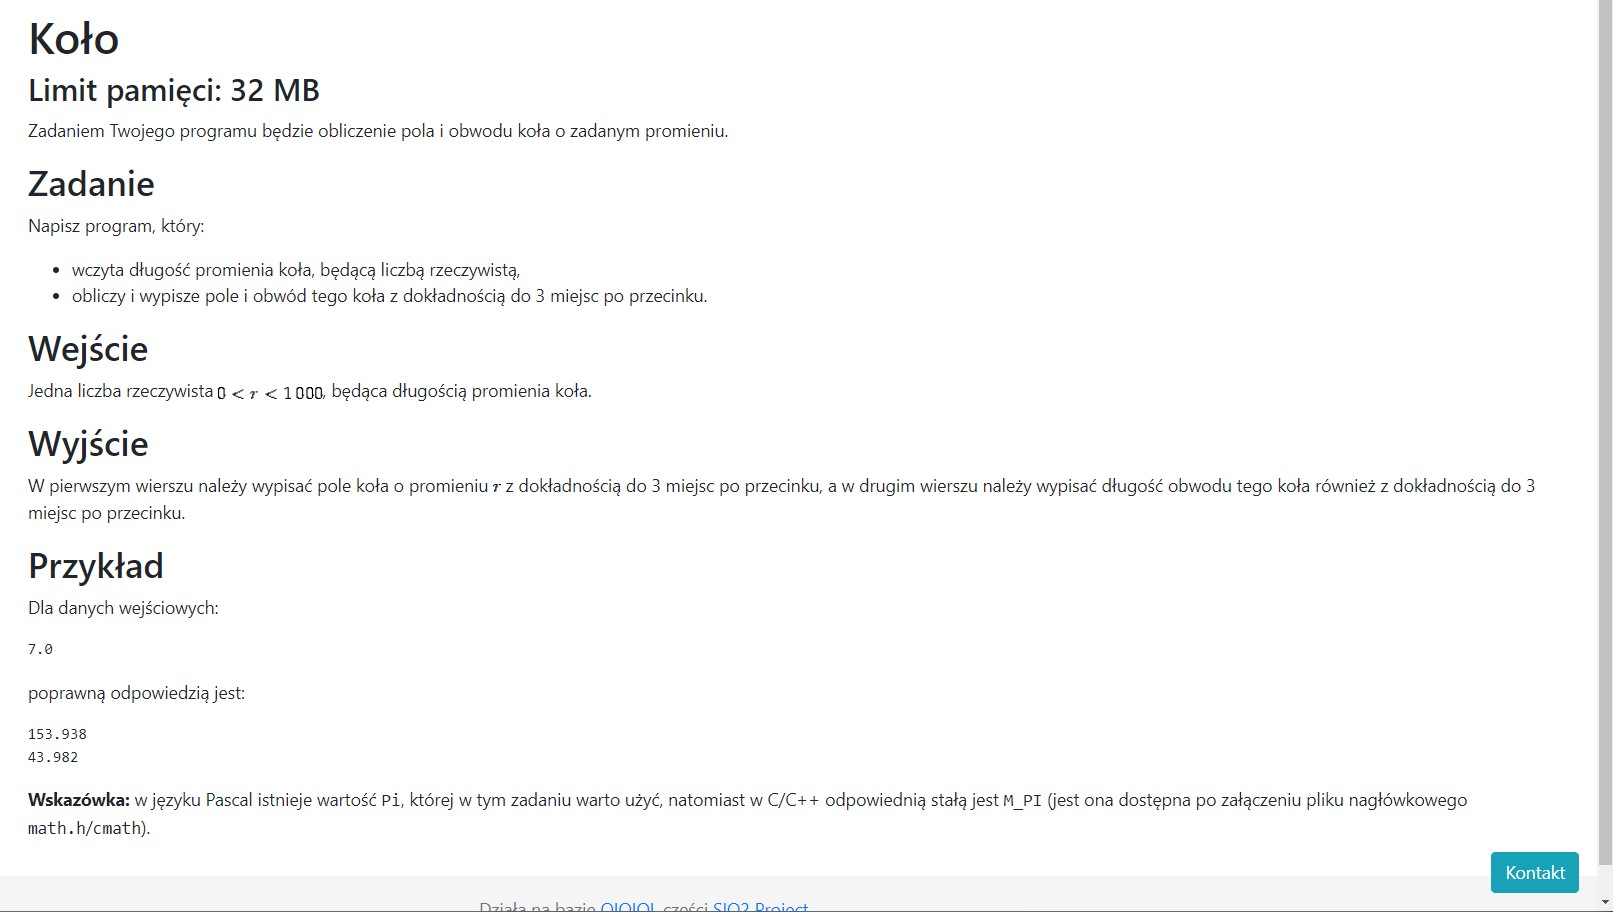 Koło
Limit pamięci: 32 MB
Zadaniem Twojego programu będzie obliczenie pola i obwodu koła o zadanym promieniu.
Zadanie
Napisz program, który:
• wczyta długość promienia koła, będącą liczbą rzeczywistą,
• obliczy i wypisze pole i obwód tego koła z dokładnością do 3 miejsc po przecinku.
Wejście
Jedna liczba rzeczywista 0 < r < 1000, będąca długością promienia koła.
Wyjście
W pierwszym wierszu należy wypisać pole koła o promieniu r z dokładnością do 3 miejsc po przecinku, a w drugim wierszu należy wypisać długość obwodu tego koła również z dokładnością do 3
miejsc po przecinku.
Przykład
Dla danych wejściowych:
7.0
poprawną odpowiedzią jest:
153.938
43.982
Wskazówka: w języku Pascal istnieje wartość Pi, której w tym zadaniu warto użyć, natomiast w C/C++ odpowiednią stałą jest M_PI (jest ona dostępna po załączeniu pliku nagłówkowego
math.h/cmath).
Kontakt
Działa na bazie OIOIOI, części SIO2 Project